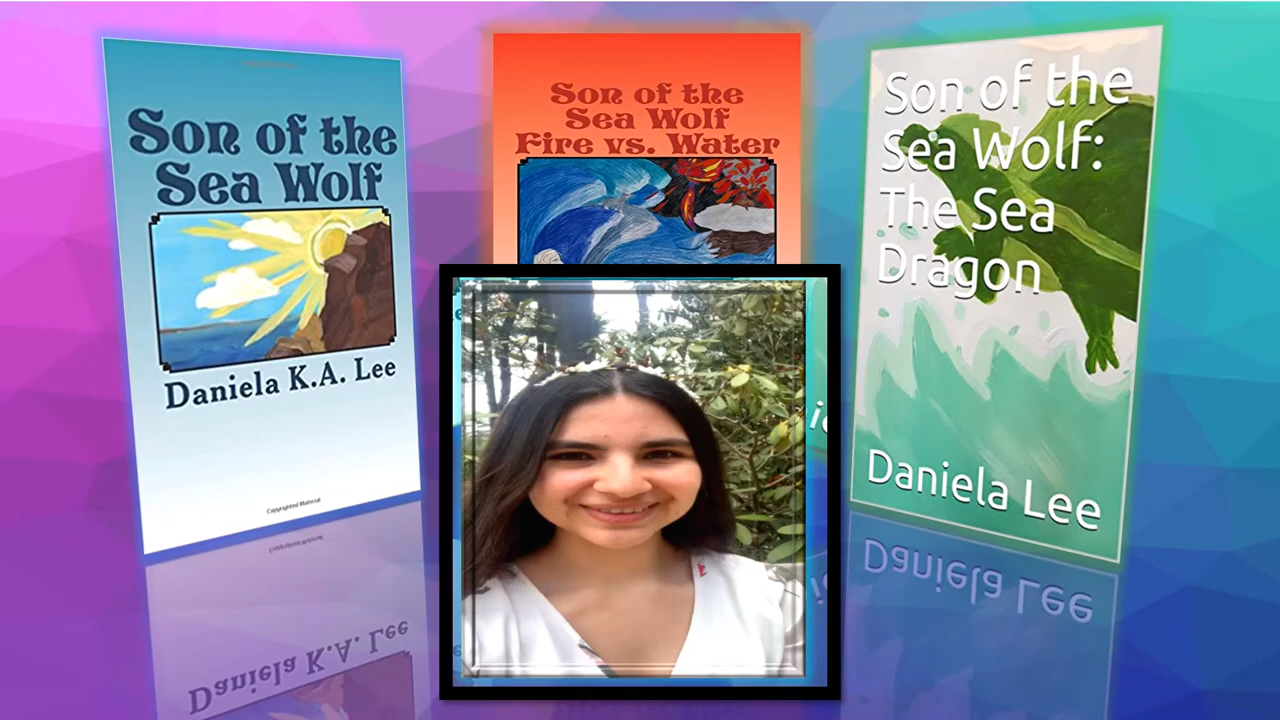 Son of the
Sea Wolf
Daniela K.A. Lee
Copyrighted Material
Son of the
Sea Wolf
Fire vs. Water
Son of the
Sea Wolf:
The Sea
Dragon
Daniela Lee